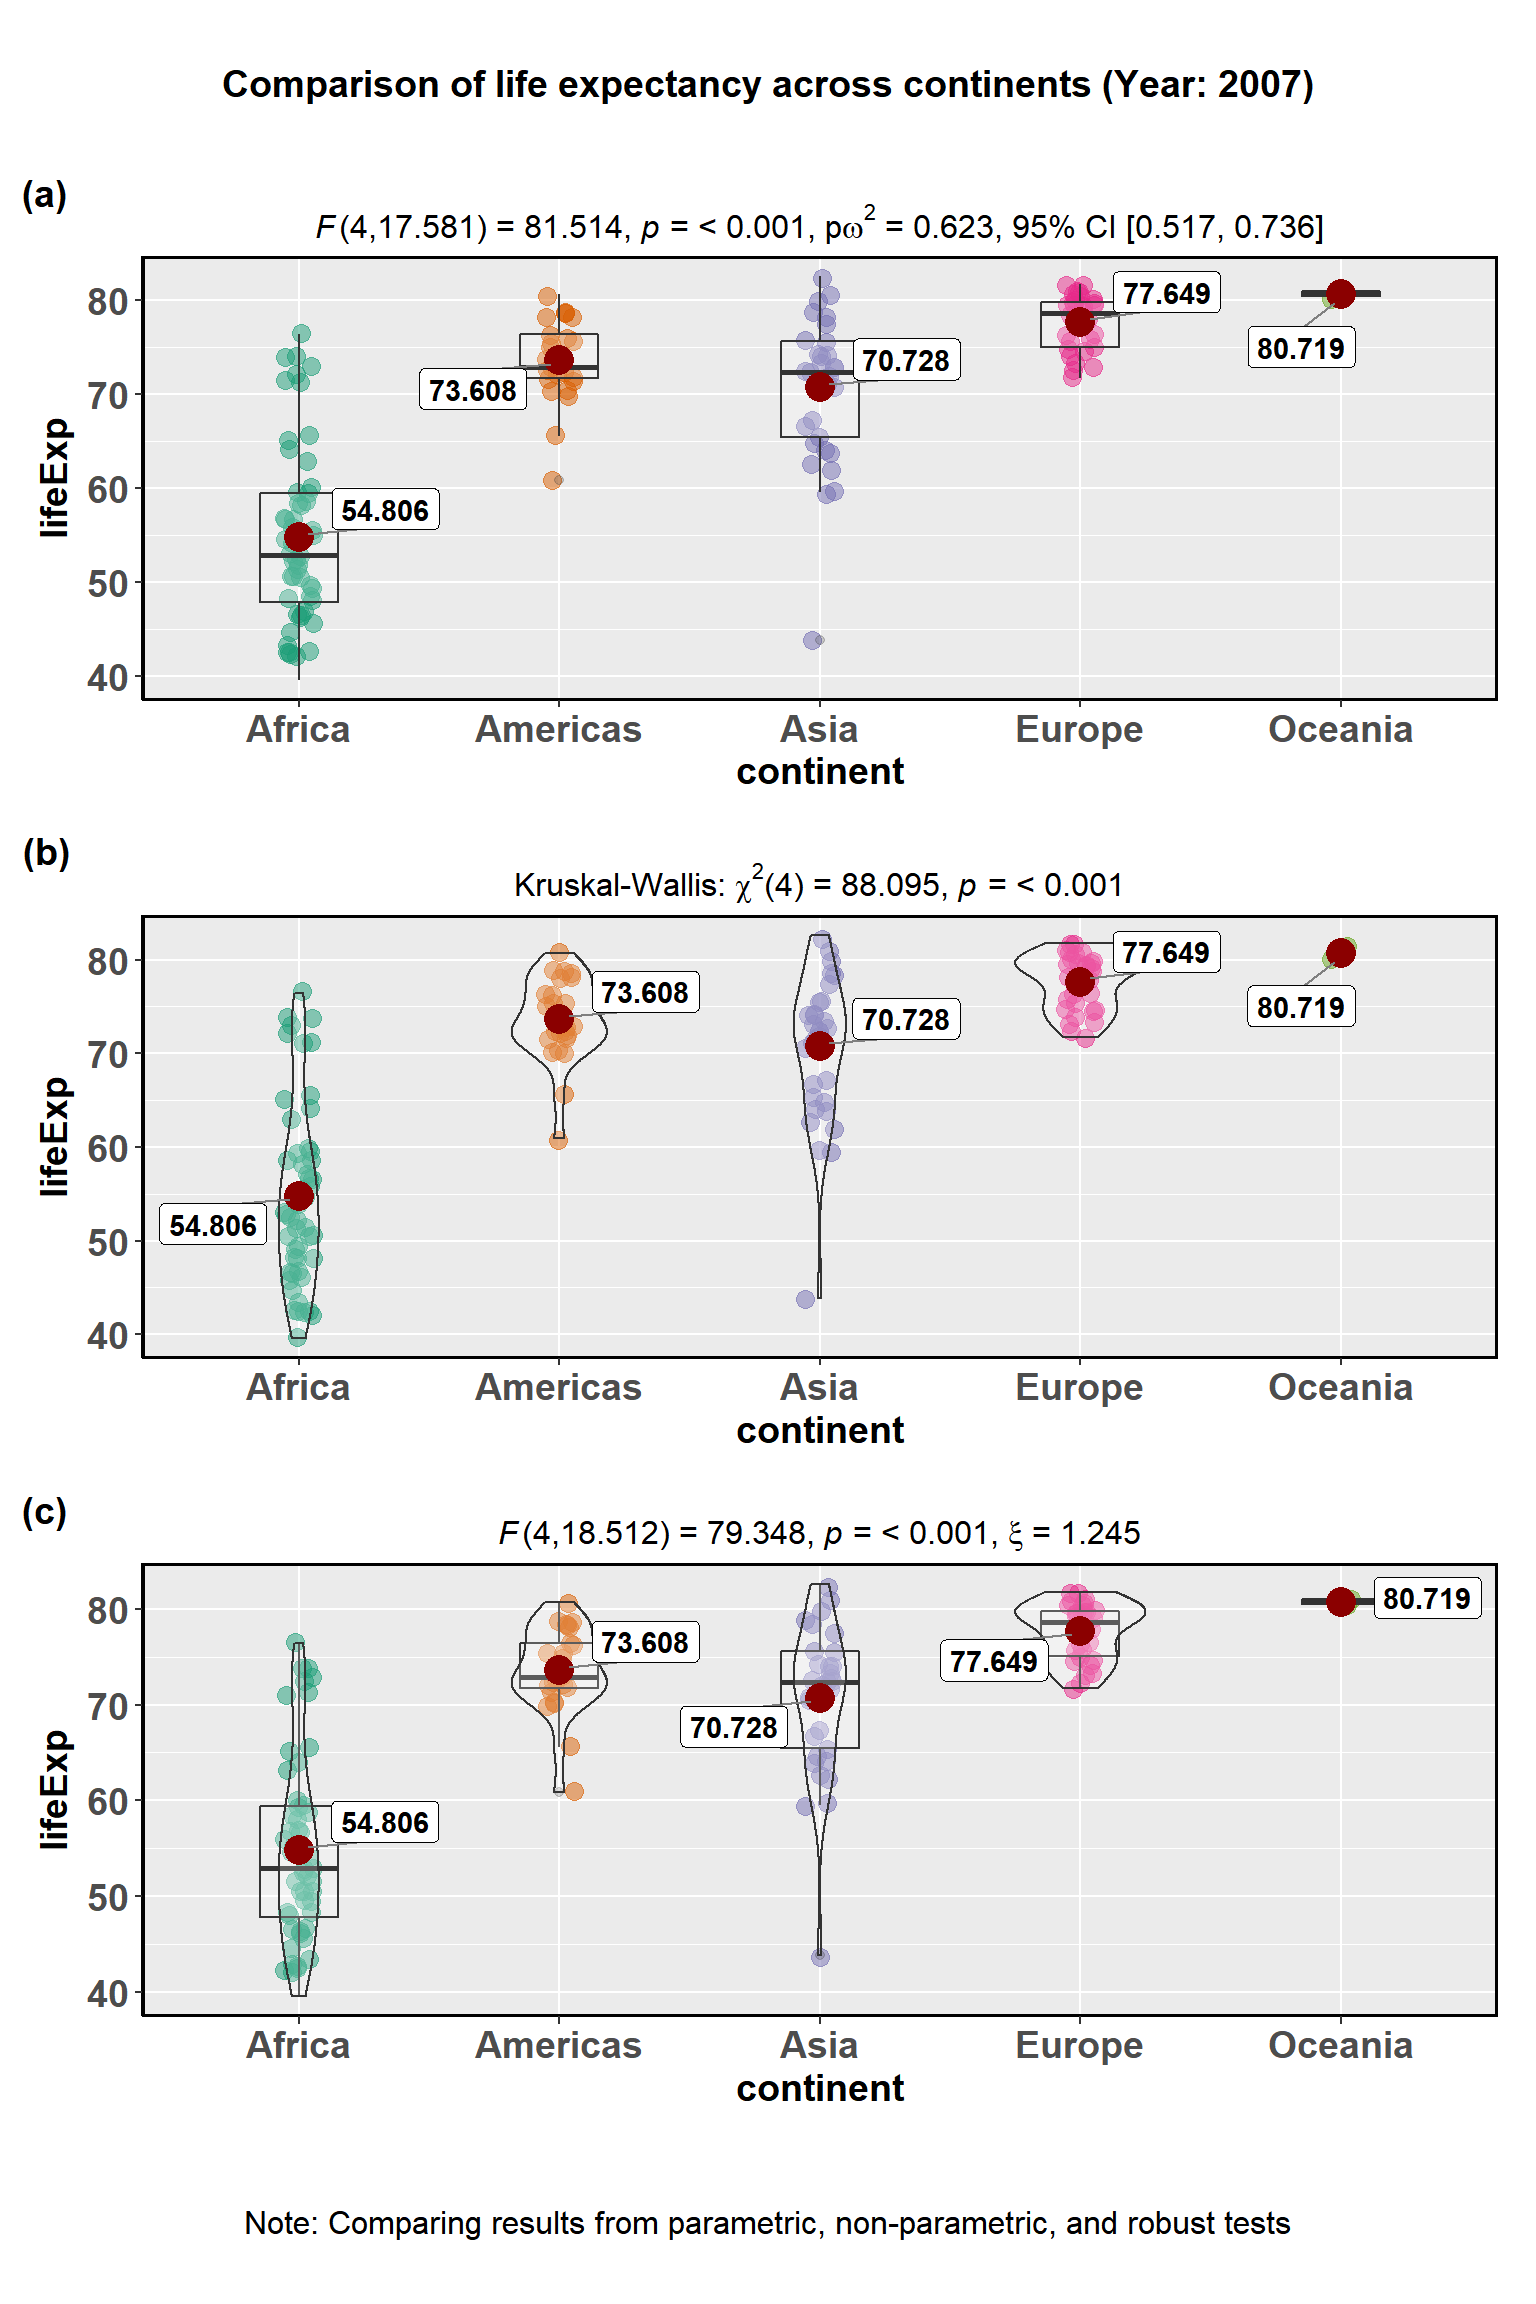 Comparison of life expectancy across continents (Year: 2007)
(a)
F(4,17.581) = 81.514, p = < 0.001, pω² = 0.623, 95% CI [0.517, 0.736]
lifeExp
80
70
60
50
40
54.806
73.608
70.728
77.649
80.719
Africa Americas Asia Europe Oceania
continent
(b)
Kruskal-Wallis: χ²(4) = 88.095, p = < 0.001
lifeExp
80
70
60
50
40
54.806
73.608
70.728
77.649
80.719
Africa Americas Asia Europe Oceania
continent
(c)
F(4,18.512) = 79.348, p = < 0.001, ξ = 1.245
lifeExp
80
70
60
50
40
54.806
73.608
70.728
77.649
80.719
Africa Americas Asia Europe Oceania
continent
Note: Comparing results from parametric, non-parametric, and robust tests